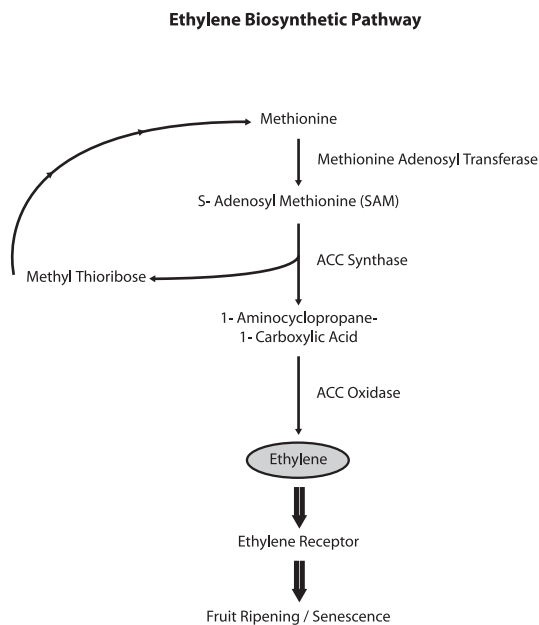 Ethylene Biosynthetic Pathway
Methionine
Methionine Adenosyl Transferase
S- Adenosyl Methionine (SAM)
ACC Synthase
Methyl Thioribose
1- Aminocyclopropane-
1- Carboxylic Acid
ACC Oxidase
Ethylene
Ethylene Receptor
Fruit Ripening / Senescence